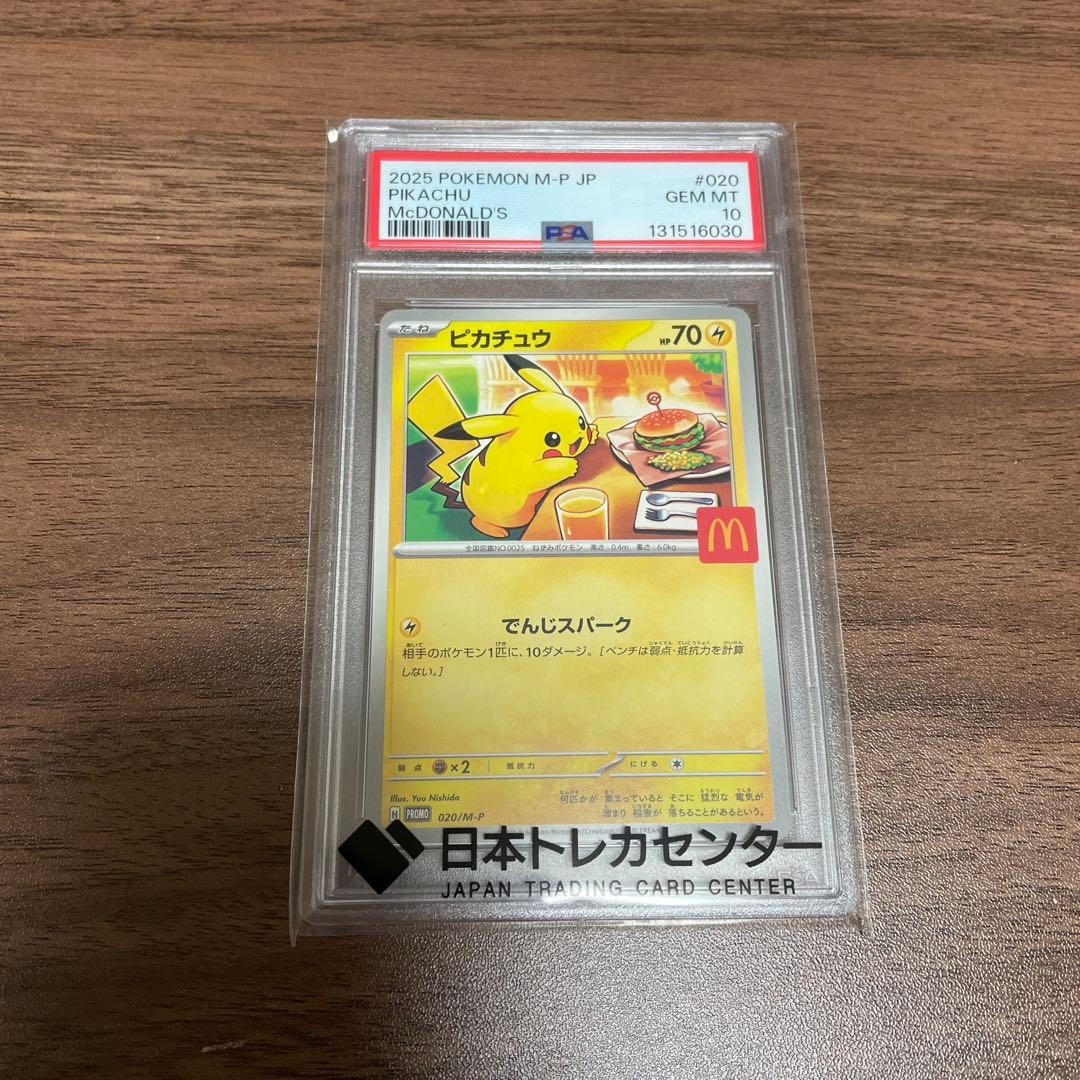 2025 POKEMON M-P JP #020
PIKACHU GEM MT
McDONALD'S 10
PSA 131516030
たね ピカチュウ HP70
全国図鑑NO.0025 ねずみポケモン 高さ:0.4m 重さ:6.0kg
M
でんじスパーク
相手のポケモン1匹に、10ダメージ。[ベンチは弱点・抵抗力を計算
しない。]
弱点 ×2 抵抗力 にげる
Illus. Yuu Nishida
何匹かが 集まっていると そこに 猛烈な 電気が
溜まり 稲妻が 落ちることがあるという。
H PROMO 020/M-P
日本トレカセンター
JAPAN TRADING CARD CENTER